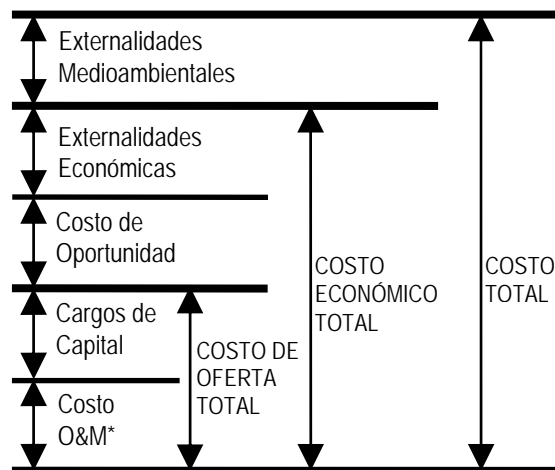 Externalidades
Medioambientales
Externalidades
Económicas
Costo de
Oportunidad
Cargos de
Capital
Costo
O&M*
COSTO DE
OFERTA
TOTAL
COSTO
ECONÓMICO
TOTAL
COSTO
TOTAL